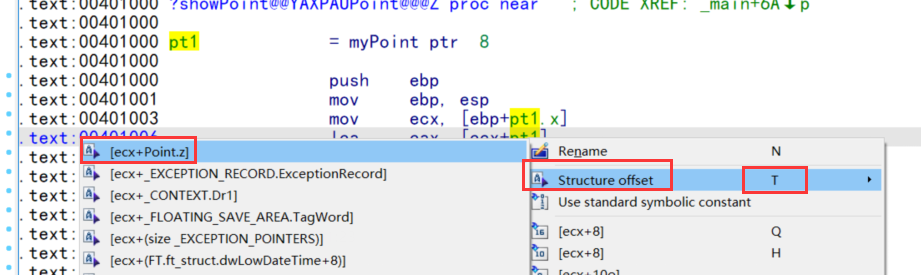 .text:00401000 ?showPoint@@YAXPAUPoint@@@Z proc near ; CODE XREF: _main+6A↓p
.text:00401000
.text:00401000 pt1 = myPoint ptr 8
.text:00401000
.text:00401000 push ebp
.text:00401001 mov ebp, esp
.text:00401003 mov ecx, [ebp+pt1.x]
.text:00401006 lea eax, [ecx+pt1]
.text:
.text:
.text:
.text:
.text:
.text:
[ecx+Point.z]
[ecx+_EXCEPTION_RECORD.ExceptionRecord]
[ecx+_CONTEXT.Dr1]
[ecx+_FLOATING_SAVE_AREA.TagWord]
[ecx+(size _EXCEPTION_POINTERS)]
[ecx+(FT.ft_struct.dwLowDateTime+8)]
Rename N
Structure offset T
Use standard symbolic constant
[ecx+8] Q
[ecx+8] H
[ecx+10o]